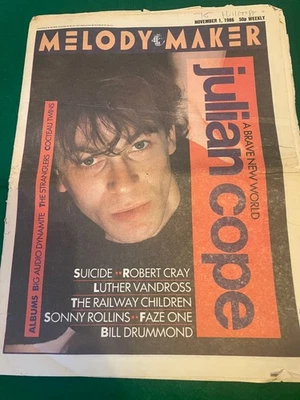 NOVEMBER 1, 1986 50p WEEKLY
MELODY MAKER
julian cope
A BRAVE NEW WORLD
ALBUMS BIG AUDIO DYNAMITE THE STRANGLERS COCTEAU TWINS
SUICIDE ·· ROBERT CRAY
LUTHER VANDROSS
THE RAILWAY CHILDREN
SONNY ROLLINS ·· FAZE ONE
BILL DRUMMOND